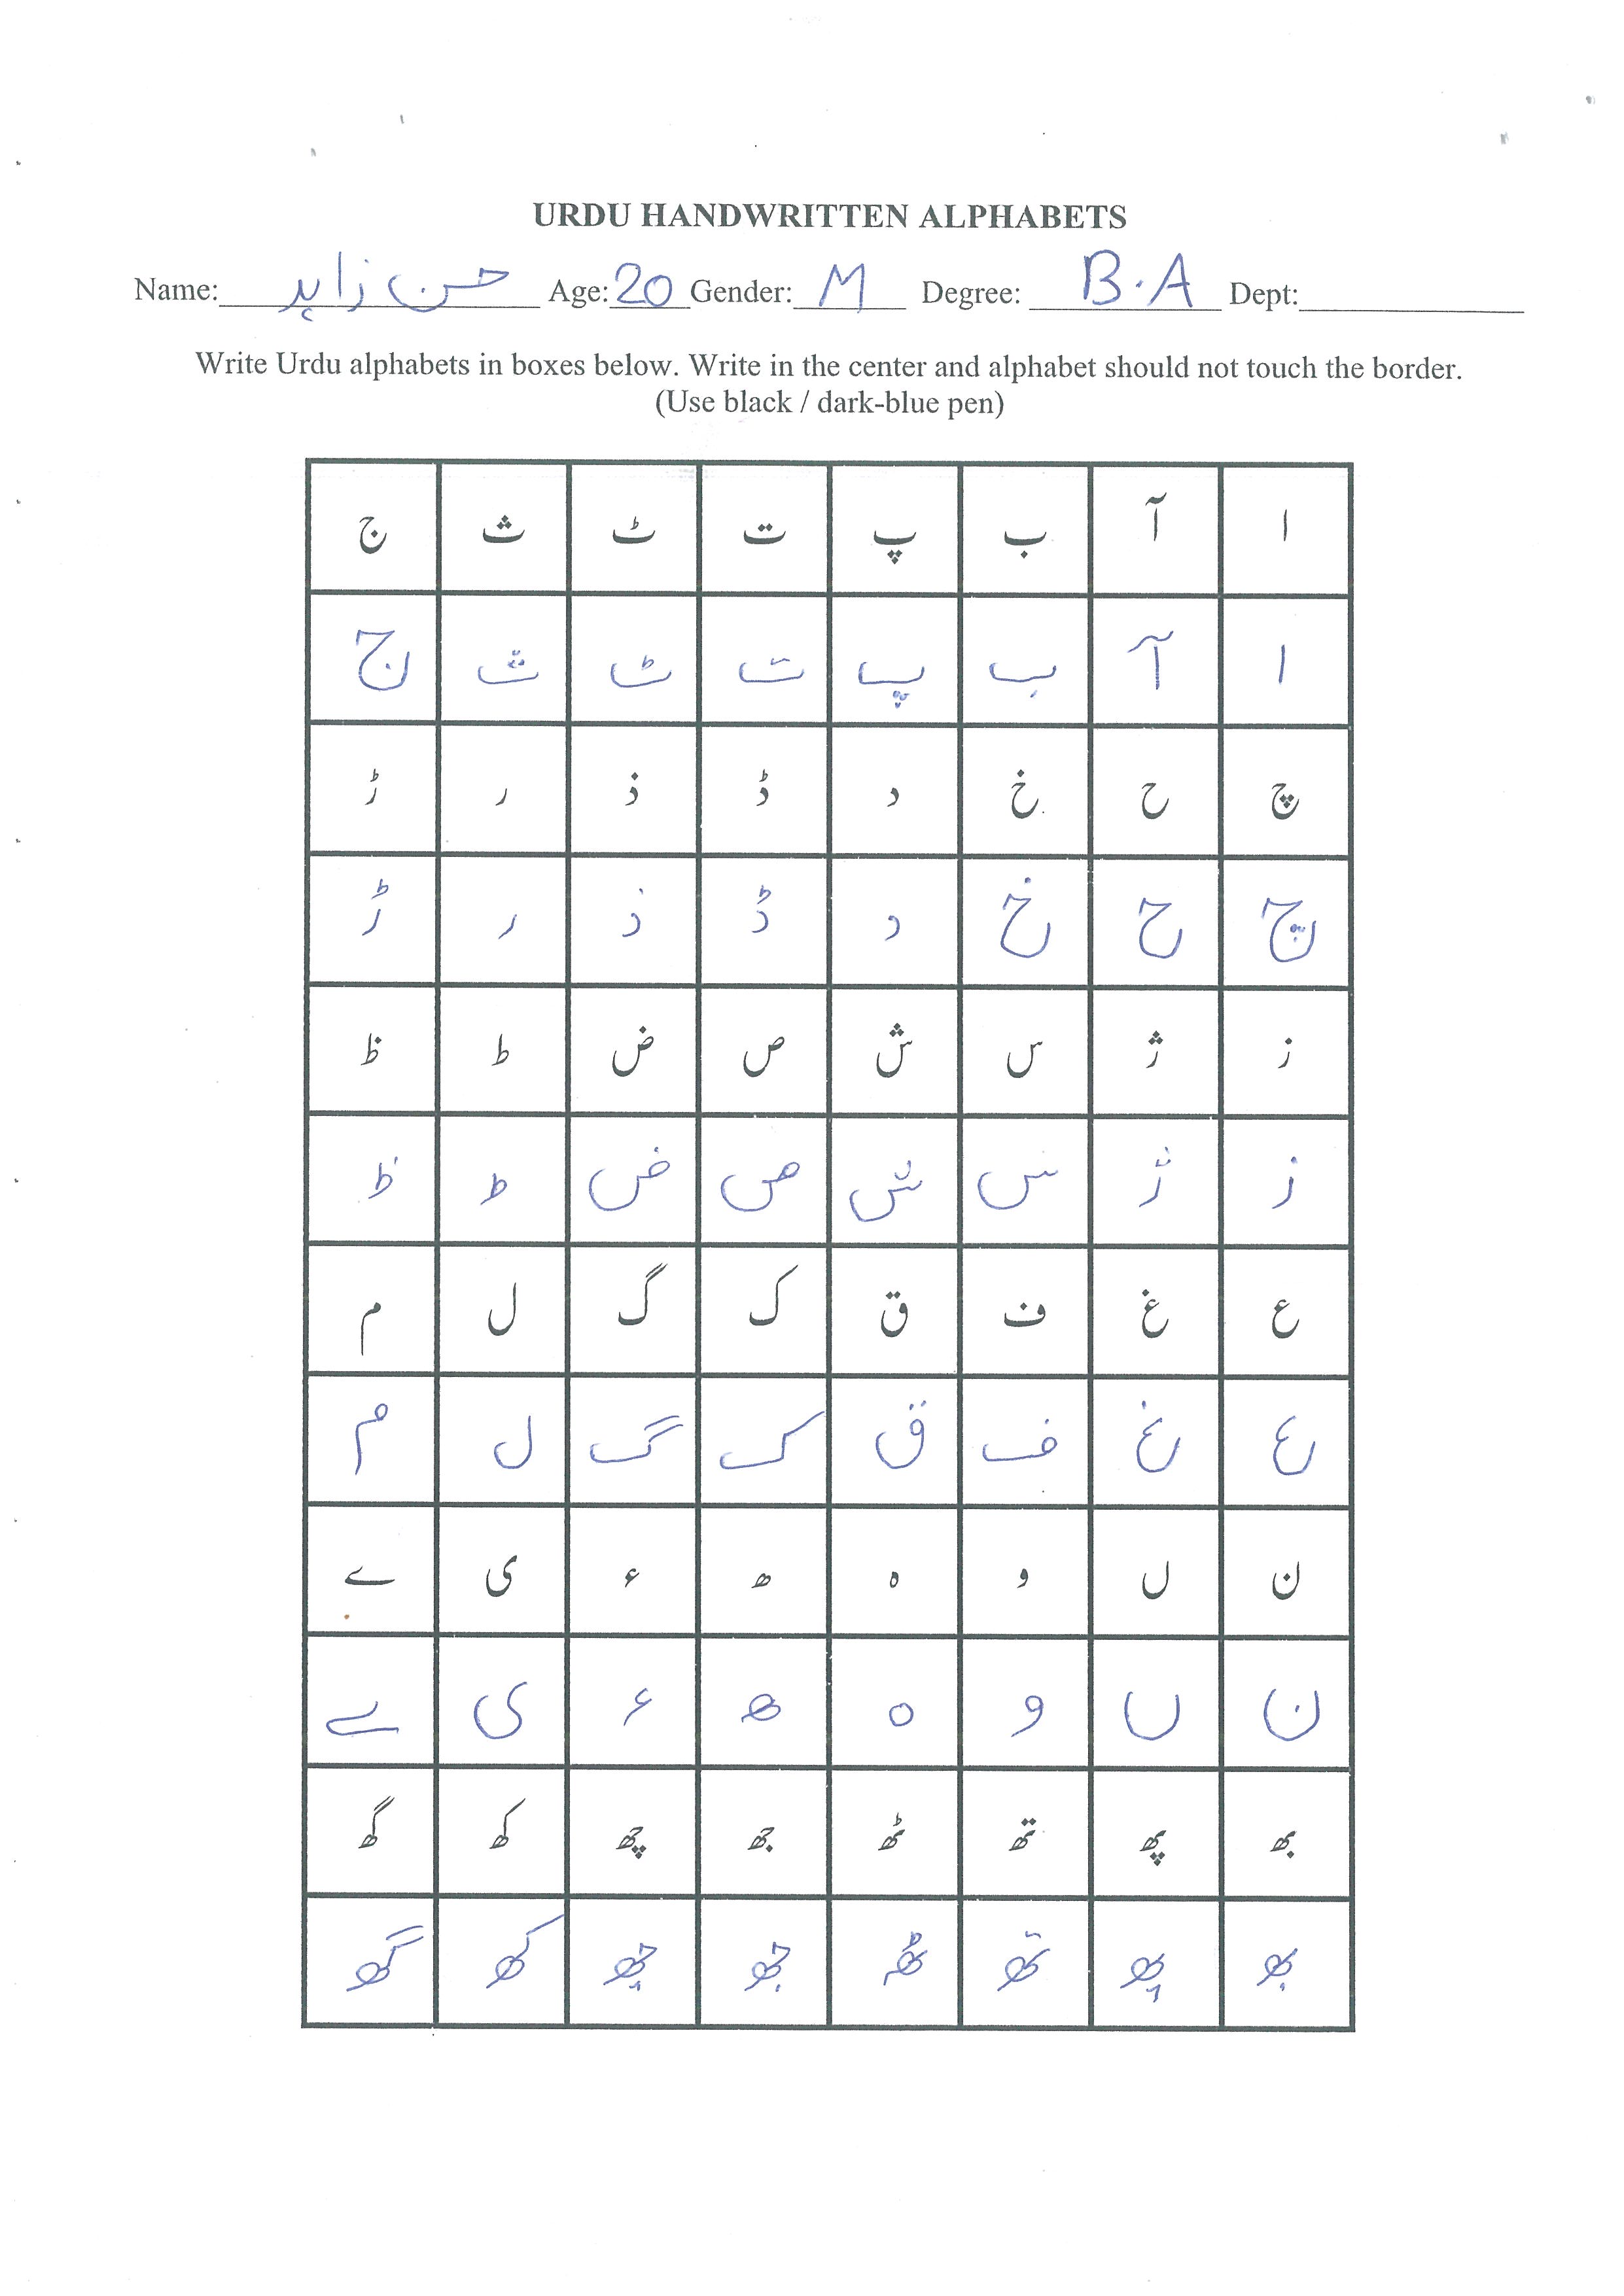 URDU HANDWRITTEN ALPHABETS
Name: حسن زاہد Age: 20 Gender: M Degree: B.A Dept:
Write Urdu alphabets in boxes below. Write in the center and alphabet should not touch the border.
(Use black / dark-blue pen)
ا آ ب پ ت ٹ ث ج
ا آ ب پ ت ٹ ث ج
چ ح خ د ڈ ذ ر ڑ
چ ح خ د ڈ ذ ر ڑ
ز ژ س ش ص ض ط ظ
ز ژ س ش ص ض ط ظ
ع غ ف ق ک گ ل م
ع غ ف ق ک گ ل م
ن ں و ہ ھ ء ی ے
ن ں و ہ ھ ء ی ے
بھ پھ تھ ٹھ جھ چھ کھ گھ
بھ پھ تھ ٹھ جھ چھ کھ گھ